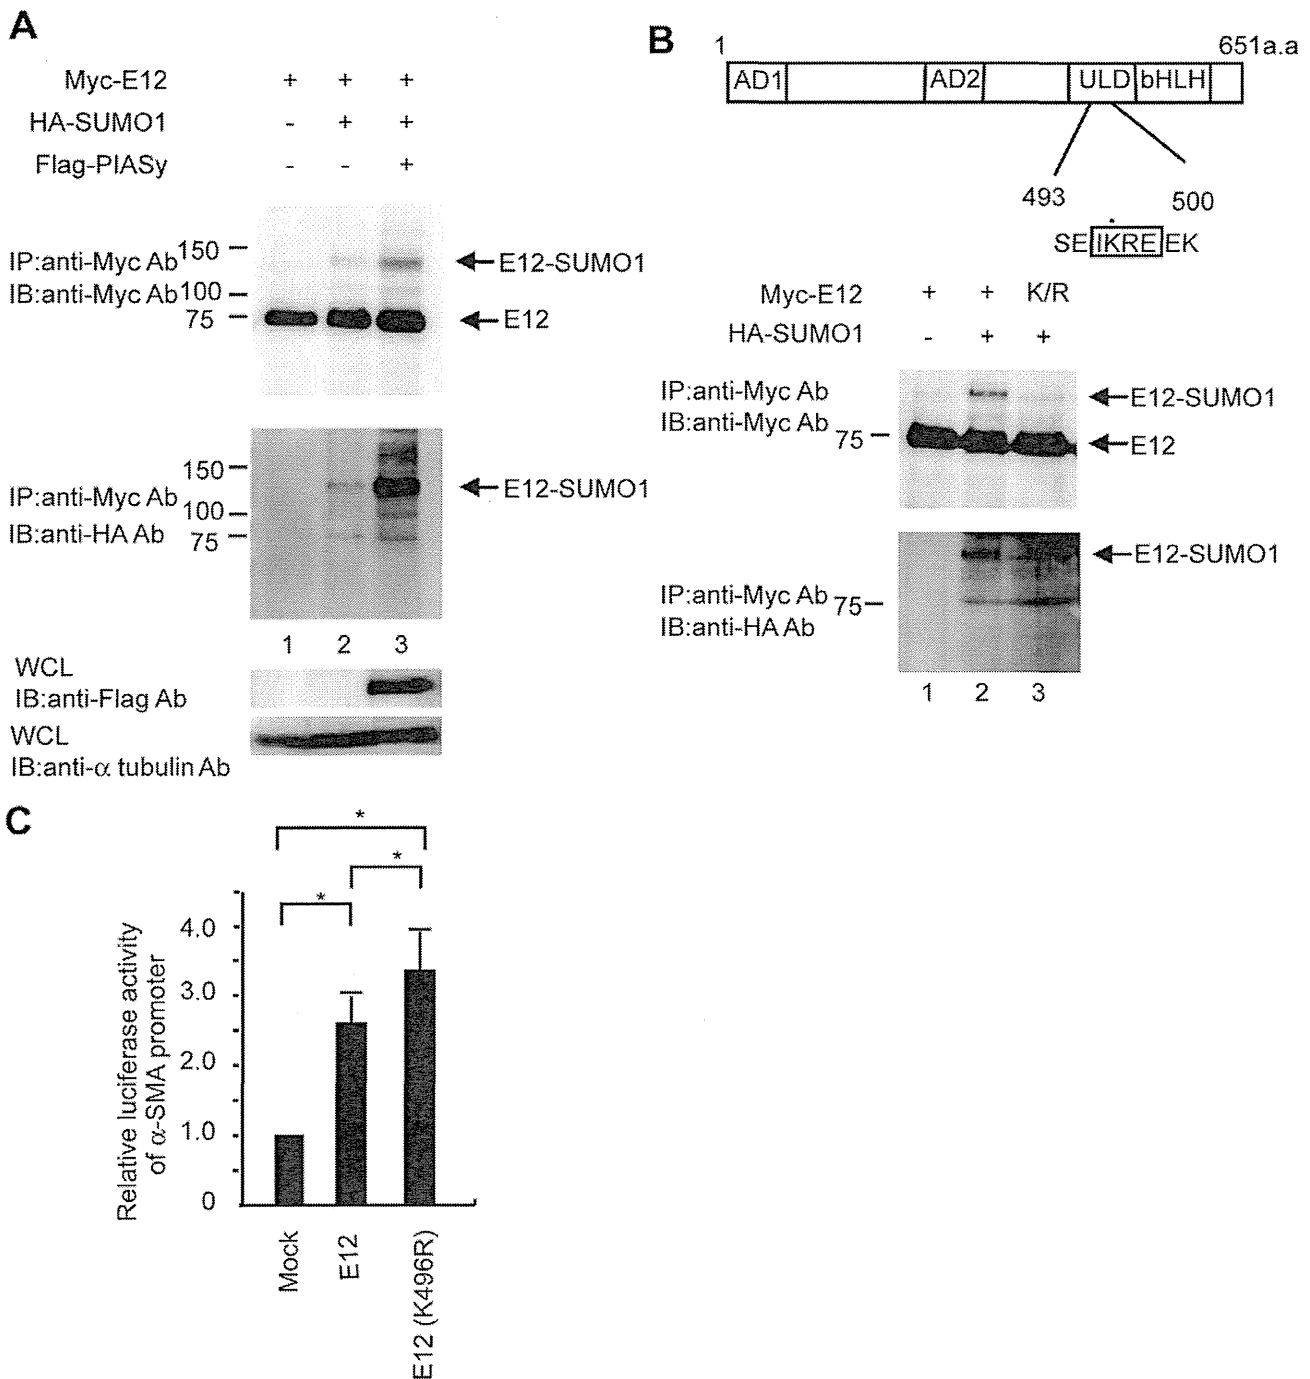 A
Myc-E12 + + +
HA-SUMO1 - + +
Flag-PIASy - - +
IP:anti-Myc Ab
IB:anti-Myc Ab
150
100
75
E12-SUMO1
E12
IP:anti-Myc Ab
IB:anti-HA Ab
150
100
75
E12-SUMO1
1 2 3
WCL
IB:anti-Flag Ab
WCL
IB:anti-α tubulin Ab
B
1 651a.a
AD1 AD2 ULD bHLH
493 500
SE IKRE EK
Myc-E12 + + K/R
HA-SUMO1 - + +
IP:anti-Myc Ab
IB:anti-Myc Ab
75
E12-SUMO1
E12
IP:anti-Myc Ab
IB:anti-HA Ab
75
E12-SUMO1
1 2 3
C
*
*
*
Relative luciferase activity
of α-SMA promoter
4.0
3.0
2.0
1.0
0
Mock
E12
E12 (K496R)